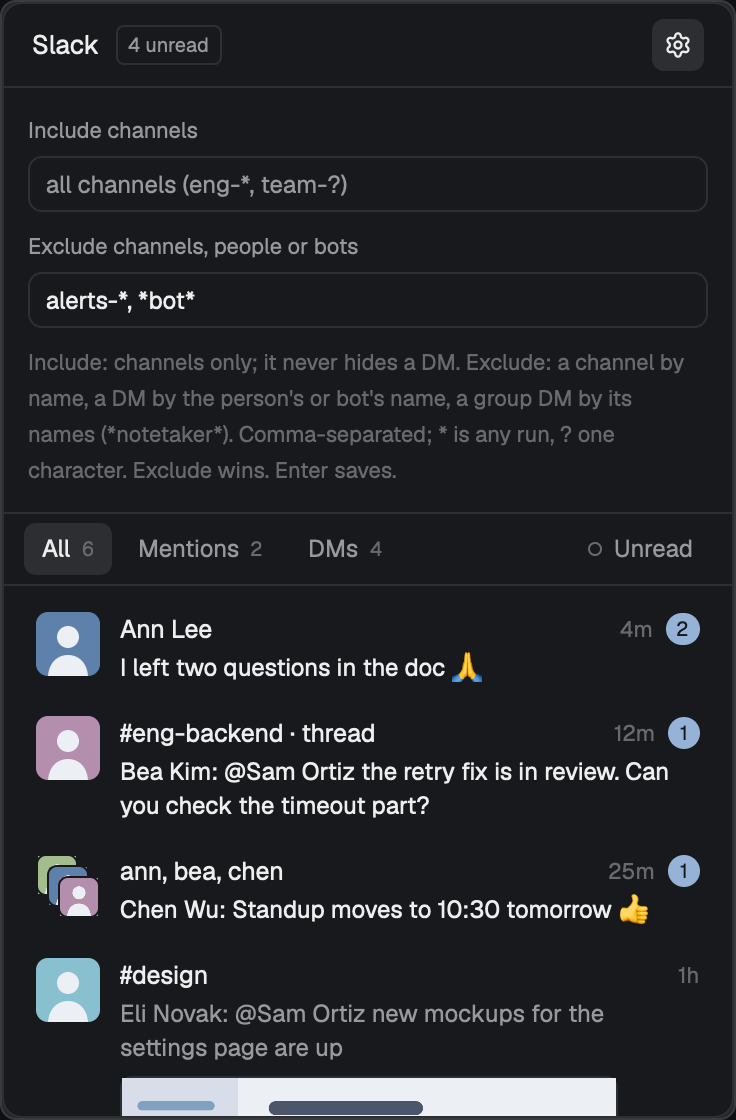 Slack
4 unread
Include channels
all channels (eng-*, team-?)
Exclude channels, people or bots
alerts-*, *bot*
Include: channels only; it never hides a DM. Exclude: a channel by
name, a DM by the person's or bot's name, a group DM by its
names (*notetaker*). Comma-separated; * is any run, ? one
character. Exclude wins. Enter saves.
All 6 Mentions 2 DMs 4 Unread
Ann Lee 4m 2
I left two questions in the doc 🙏
#eng-backend · thread 12m 1
Bea Kim: @Sam Ortiz the retry fix is in review. Can
you check the timeout part?
ann, bea, chen 25m 1
Chen Wu: Standup moves to 10:30 tomorrow 👍
#design 1h
Eli Novak: @Sam Ortiz new mockups for the
settings page are up